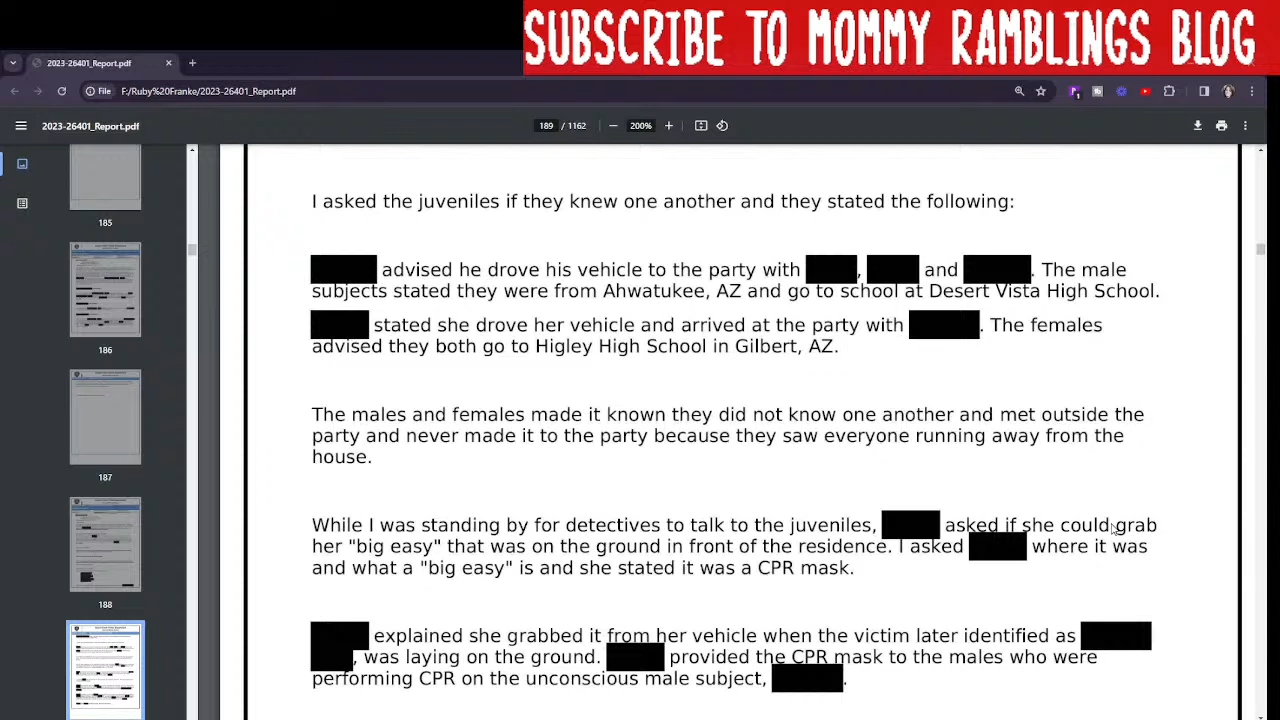 SUBSCRIBE TO MOMMY RAMBLINGS BLOG
2023-26401_Report.pdf
File F:/Ruby%20Franke/2023-26401_Report.pdf
2023-26401_Report.pdf 189 / 1162 200%
185
186
187
188
I asked the juveniles if they knew one another and they stated the following:
advised he drove his vehicle to the party with , and . The male
subjects stated they were from Ahwatukee, AZ and go to school at Desert Vista High School.
stated she drove her vehicle and arrived at the party with . The females
advised they both go to Higley High School in Gilbert, AZ.
The males and females made it known they did not know one another and met outside the
party and never made it to the party because they saw everyone running away from the
house.
While I was standing by for detectives to talk to the juveniles, asked if she could grab
her "big easy" that was on the ground in front of the residence. I asked where it was
and what a "big easy" is and she stated it was a CPR mask.
explained she grabbed it from her vehicle when the victim later identified as
, was laying on the ground. provided the CPR mask to the males who were
performing CPR on the unconscious male subject, .